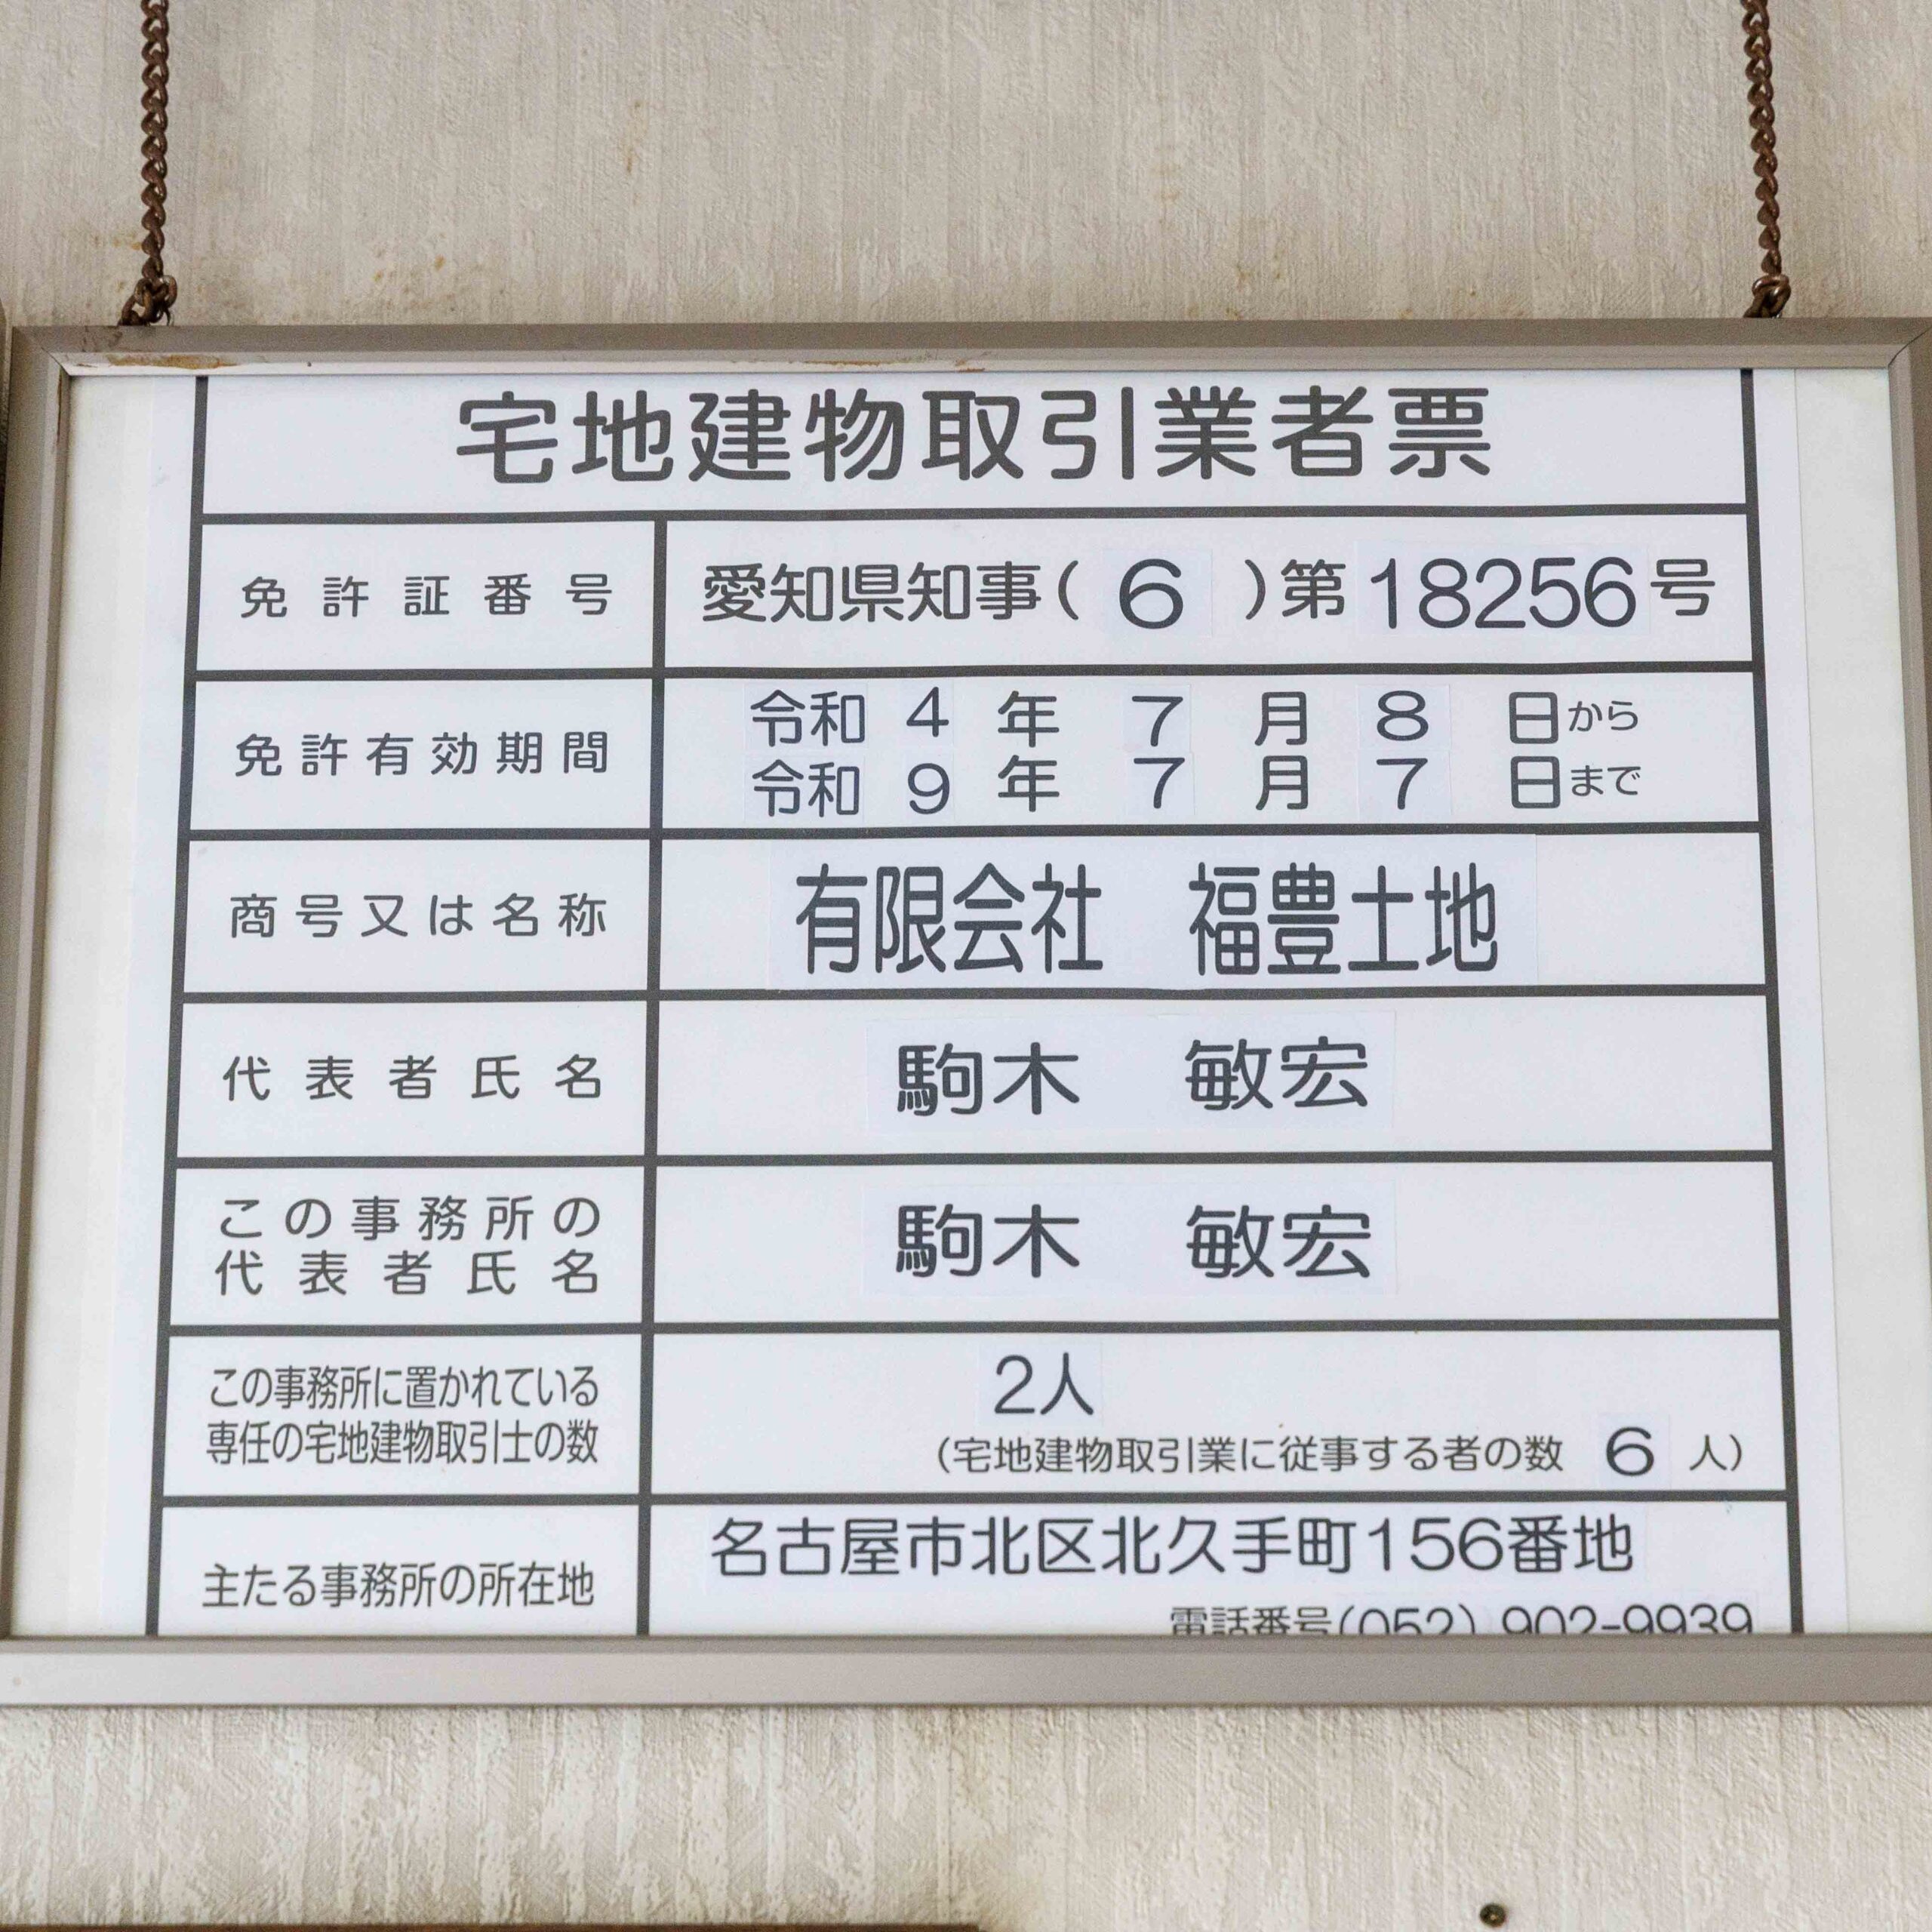 宅地建物取引業者票
免許証番号 愛知県知事(6)第18256号
免許有効期間 令和4年7月8日から
令和9年7月7日まで
商号又は名称 有限会社 福豊土地
代表者氏名 駒木 敏宏
この事務所の
代表者氏名 駒木 敏宏
この事務所に置かれている
専任の宅地建物取引士の数
2人
(宅地建物取引業に従事する者の数 6人)
主たる事務所の所在地
名古屋市北区北久手町156番地
電話番号(052)902-9939